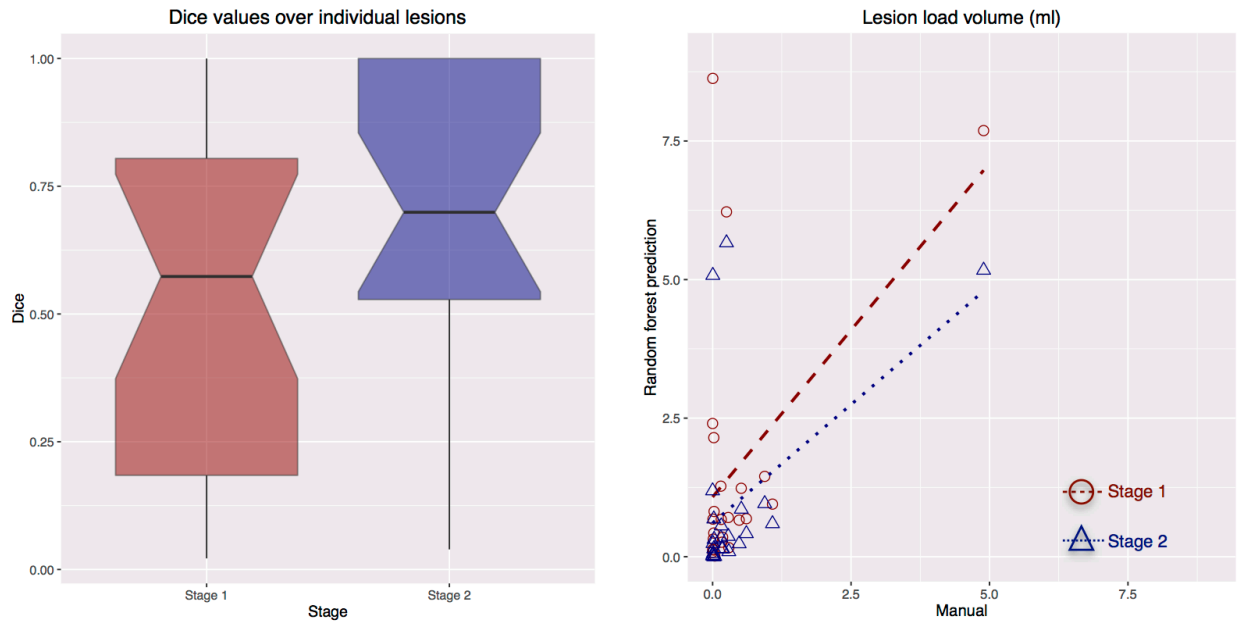 Dice values over individual lesions
Dice
1.00
0.75
0.50
0.25
0.00
Stage 1
Stage 2
Stage
Lesion load volume (ml)
Random forest prediction
7.5
5.0
2.5
0.0
Stage 1
Stage 2
0.0
2.5
5.0
7.5
Manual